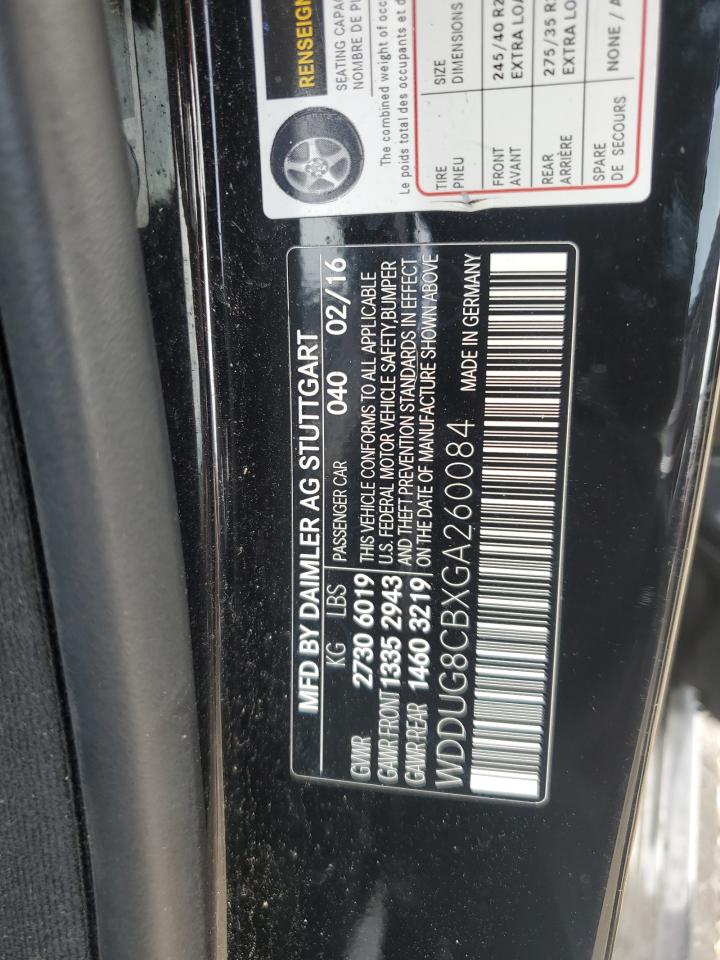 RENSEIGN
SEATING CAPA
NOMBRE DE PL
The combined weight of occ
Le poids total des occupants et d
TIRE SIZE
PNEU DIMENSIONS
FRONT 245/40 R2
AVANT EXTRA LOA
REAR 275/35 R
ARRIÈRE EXTRA LO
SPARE NONE / A
DE SECOURS
MFD BY DAIMLER AG STUTTGART
KG LBS PASSENGER CAR 040 02/16
GVWR 2730 6019 THIS VEHICLE CONFORMS TO ALL APPLICABLE
GAWR FRONT 1335 2943 U.S. FEDERAL MOTOR VEHICLE SAFETY,BUMPER
GAWR REAR 1460 3219 AND THEFT PREVENTION STANDARDS IN EFFECT
ON THE DATE OF MANUFACTURE SHOWN ABOVE
WDDUG8CBXGA260084 MADE IN GERMANY